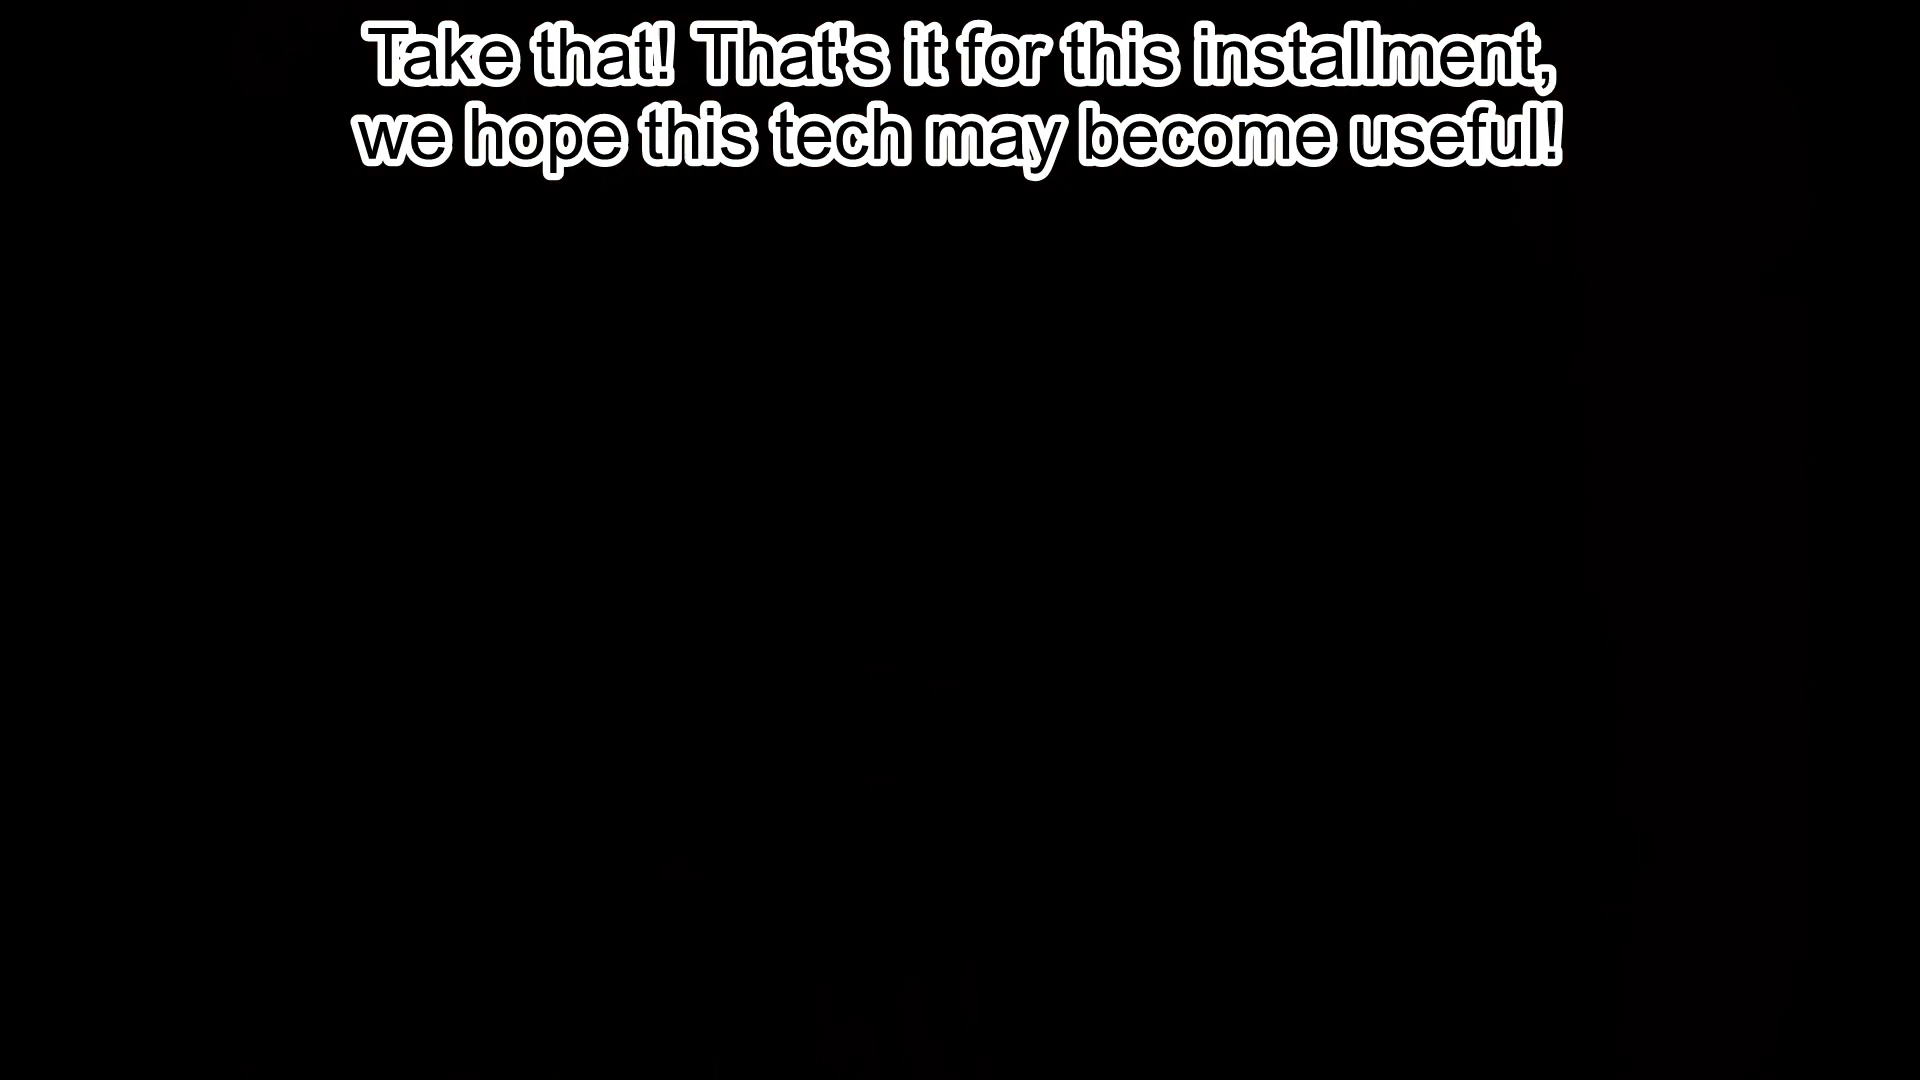 Take that! That's it for this installment,
we hope this tech may become useful!